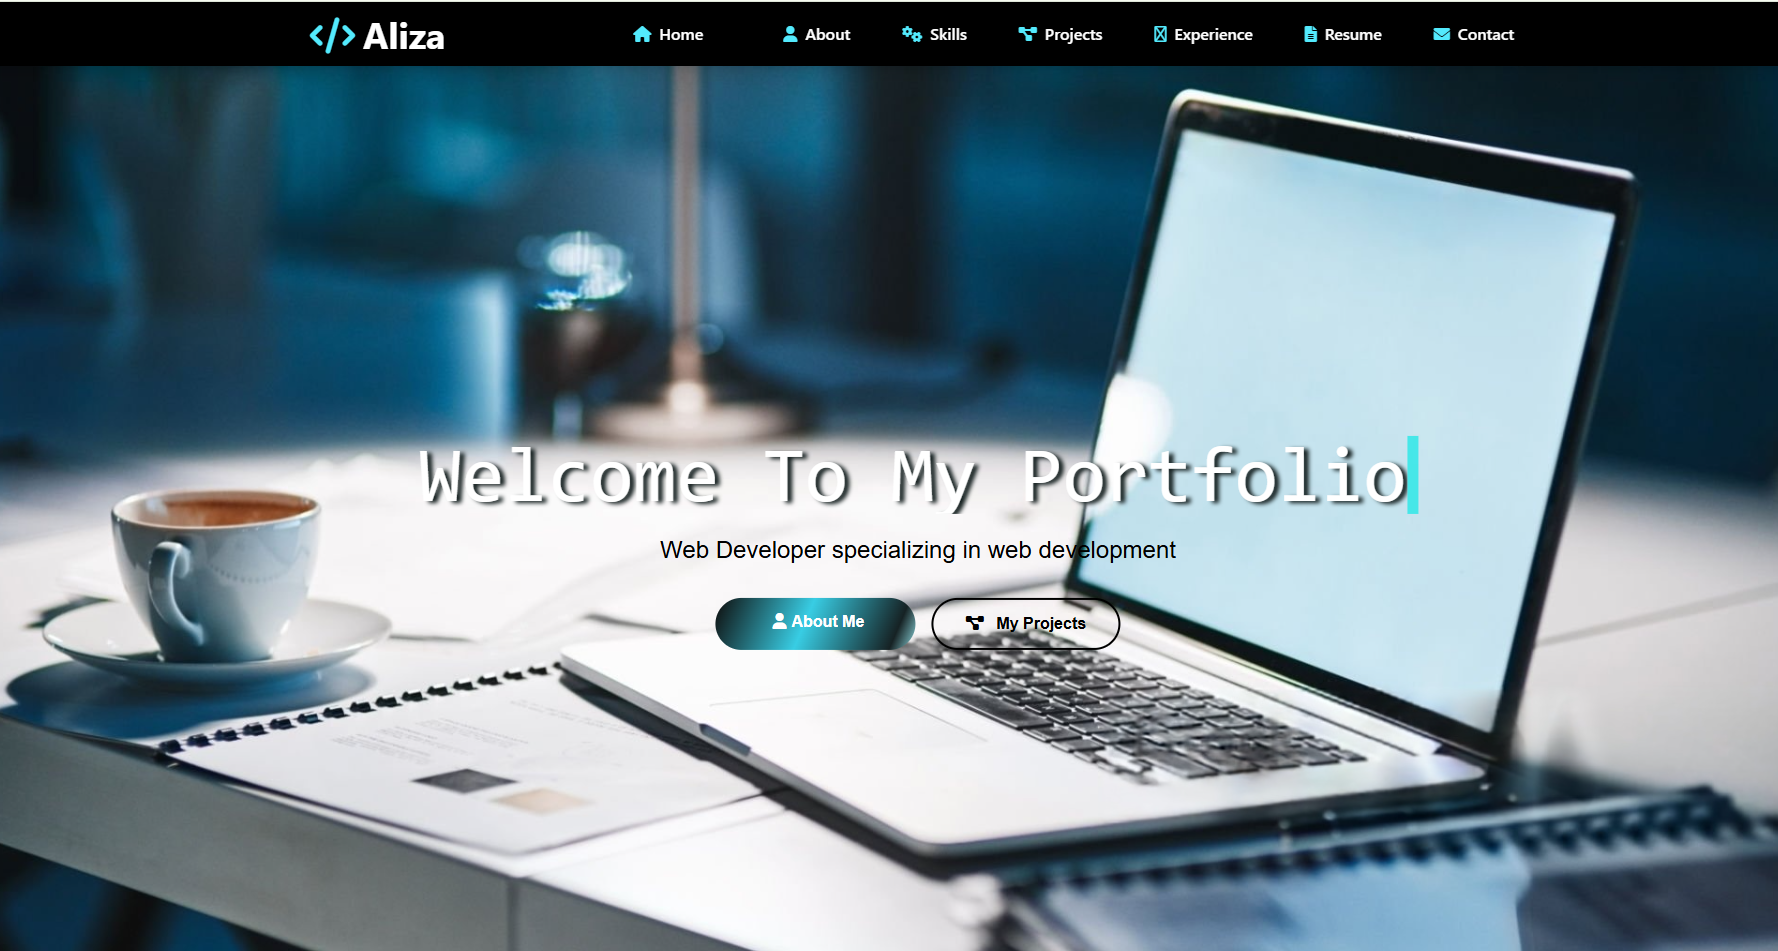 </> Aliza
Home About Skills Projects Experience Resume Contact
Welcome To My Portfolio
Web Developer specializing in web development
About Me My Projects